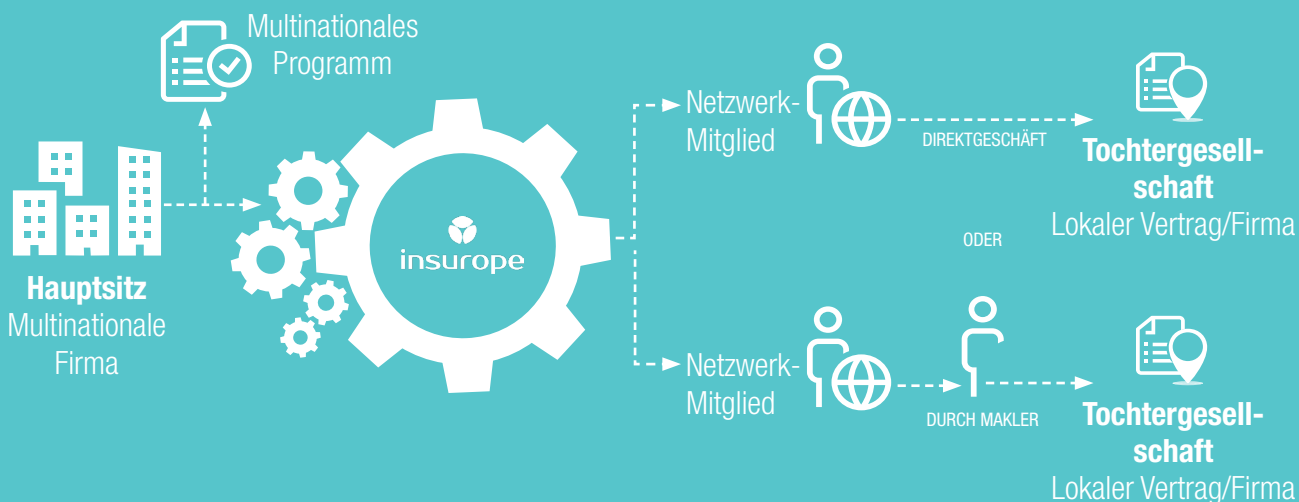 Multinationales
Programm
Hauptsitz
Multinationale
Firma
insurope
Netzwerk-
Mitglied
DIREKTGESCHÄFT
Tochtergesell-
schaft
Lokaler Vertrag/Firma
ODER
Netzwerk-
Mitglied
DURCH MAKLER
Tochtergesell-
schaft
Lokaler Vertrag/Firma